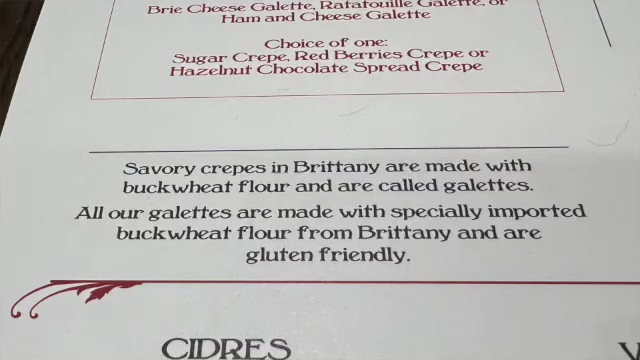 Brie Cheese Galette, Ratatouille Galette, or
Ham and Cheese Galette
Choice of one:
Sugar Crepe, Red Berries Crepe or
Hazelnut Chocolate Spread Crepe
Savory crepes in Brittany are made with
buckwheat flour and are called galettes.
All our galettes are made with specially imported
buckwheat flour from Brittany and are
gluten friendly.
CIDRES